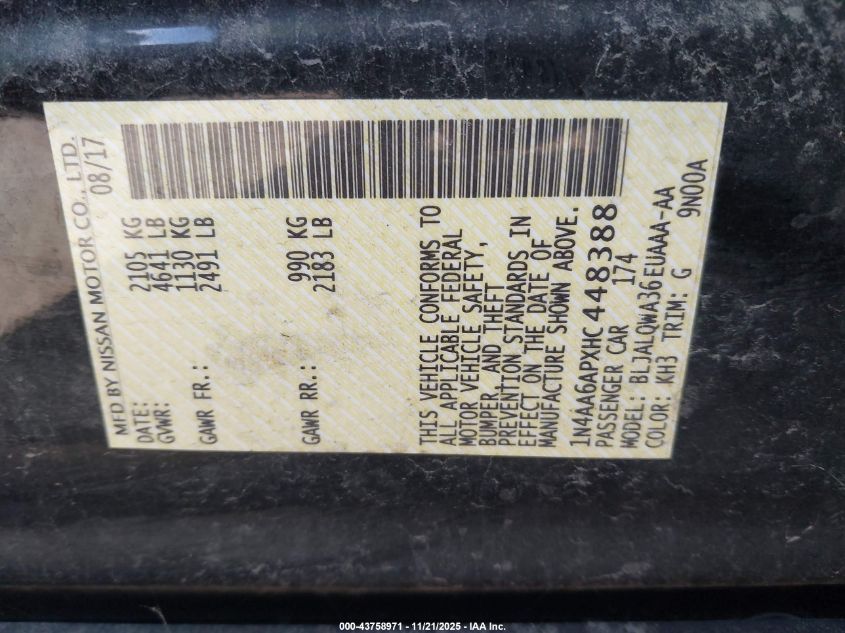 MFD BY NISSAN MOTOR CO., LTD.
DATE: 08/17
GVWR: 2105 KG
4641 LB
GAWR FR.: 1130 KG
2491 LB
GAWR RR.: 990 KG
2183 LB
THIS VEHICLE CONFORMS TO
ALL APPLICABLE FEDERAL
MOTOR VEHICLE SAFETY,
BUMPER, AND THEFT
PREVENTION STANDARDS IN
EFFECT ON THE DATE OF
MANUFACTURE SHOWN ABOVE.
1N4AA6APXHC448388
PASSENGER CAR 174
MODEL: BLJALQWA36EUAAA-AA
COLOR: KH3 TRIM: G 9N00A
000-43758971 - 11/21/2025 - IAA Inc.